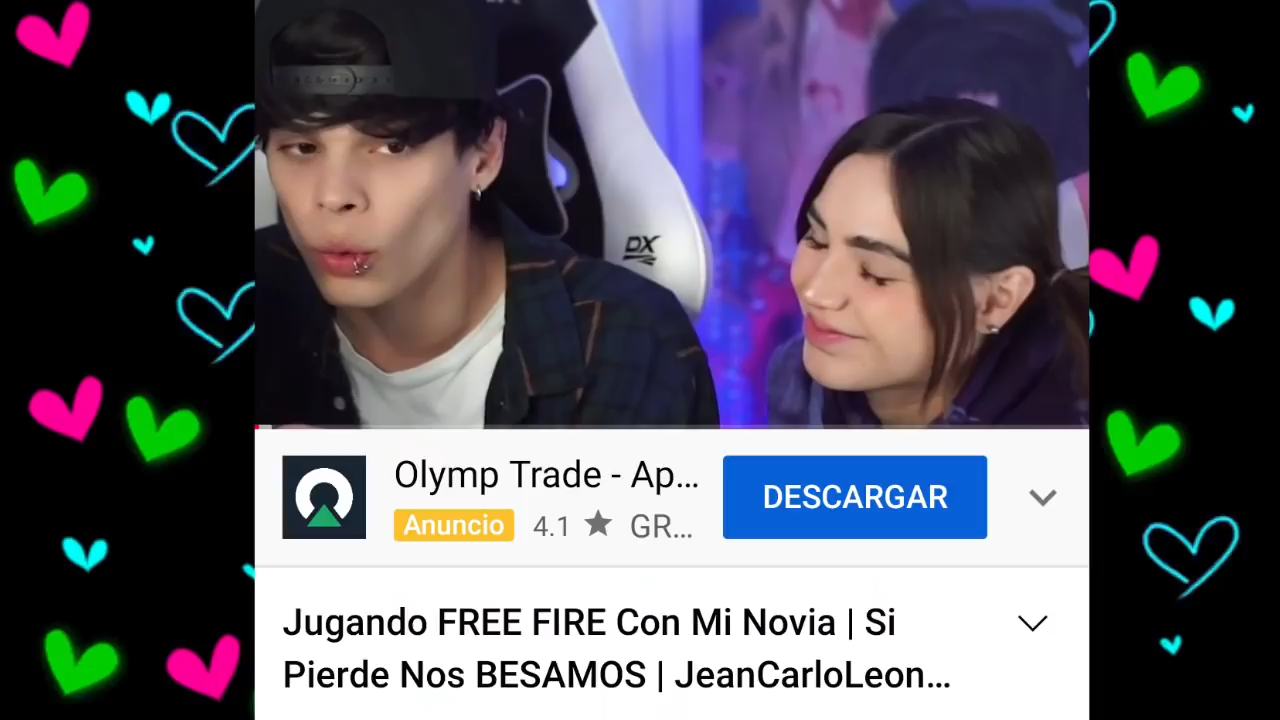 DX
Olymp Trade - Ap...
Anuncio 4.1 ★ GR...
DESCARGAR
Jugando FREE FIRE Con Mi Novia | Si
Pierde Nos BESAMOS | JeanCarloLeon...